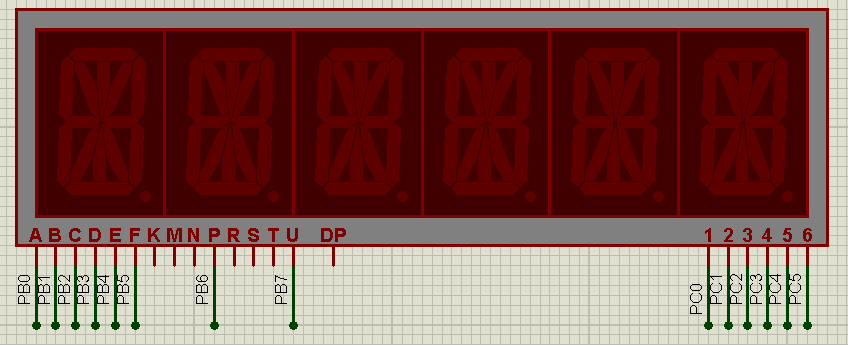 A B C D E F K M N P R S T U DP 1 2 3 4 5 6
PB0
PB1
PB2
PB3
PB4
PB5
PB6
PB7
PC0
PC1
PC2
PC3
PC4
PC5